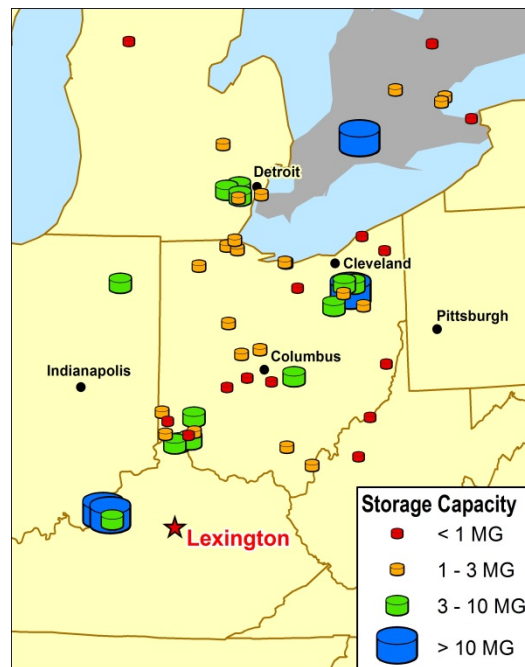 Detroit
Cleveland
Pittsburgh
Columbus
Indianapolis
Lexington
Storage Capacity
< 1 MG
1 - 3 MG
3 - 10 MG
> 10 MG